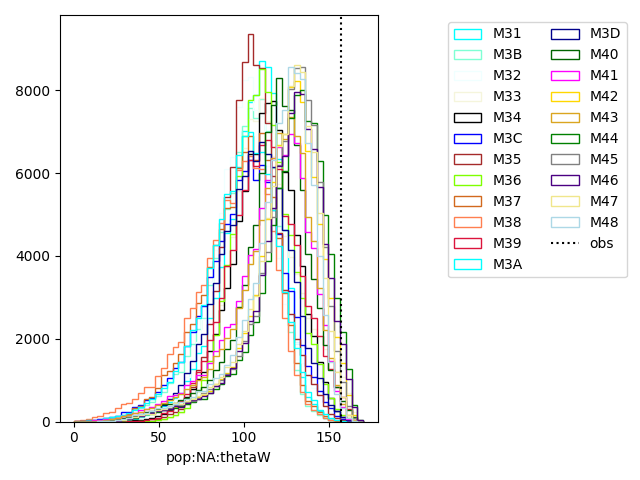 8000
6000
4000
2000
0
0 50 100 150
pop:NA:thetaW
M31 M3D
M3B M40
M32 M41
M33 M42
M34 M43
M3C M44
M35 M45
M36 M46
M37 M47
M38 M48
M39 obs
M3A